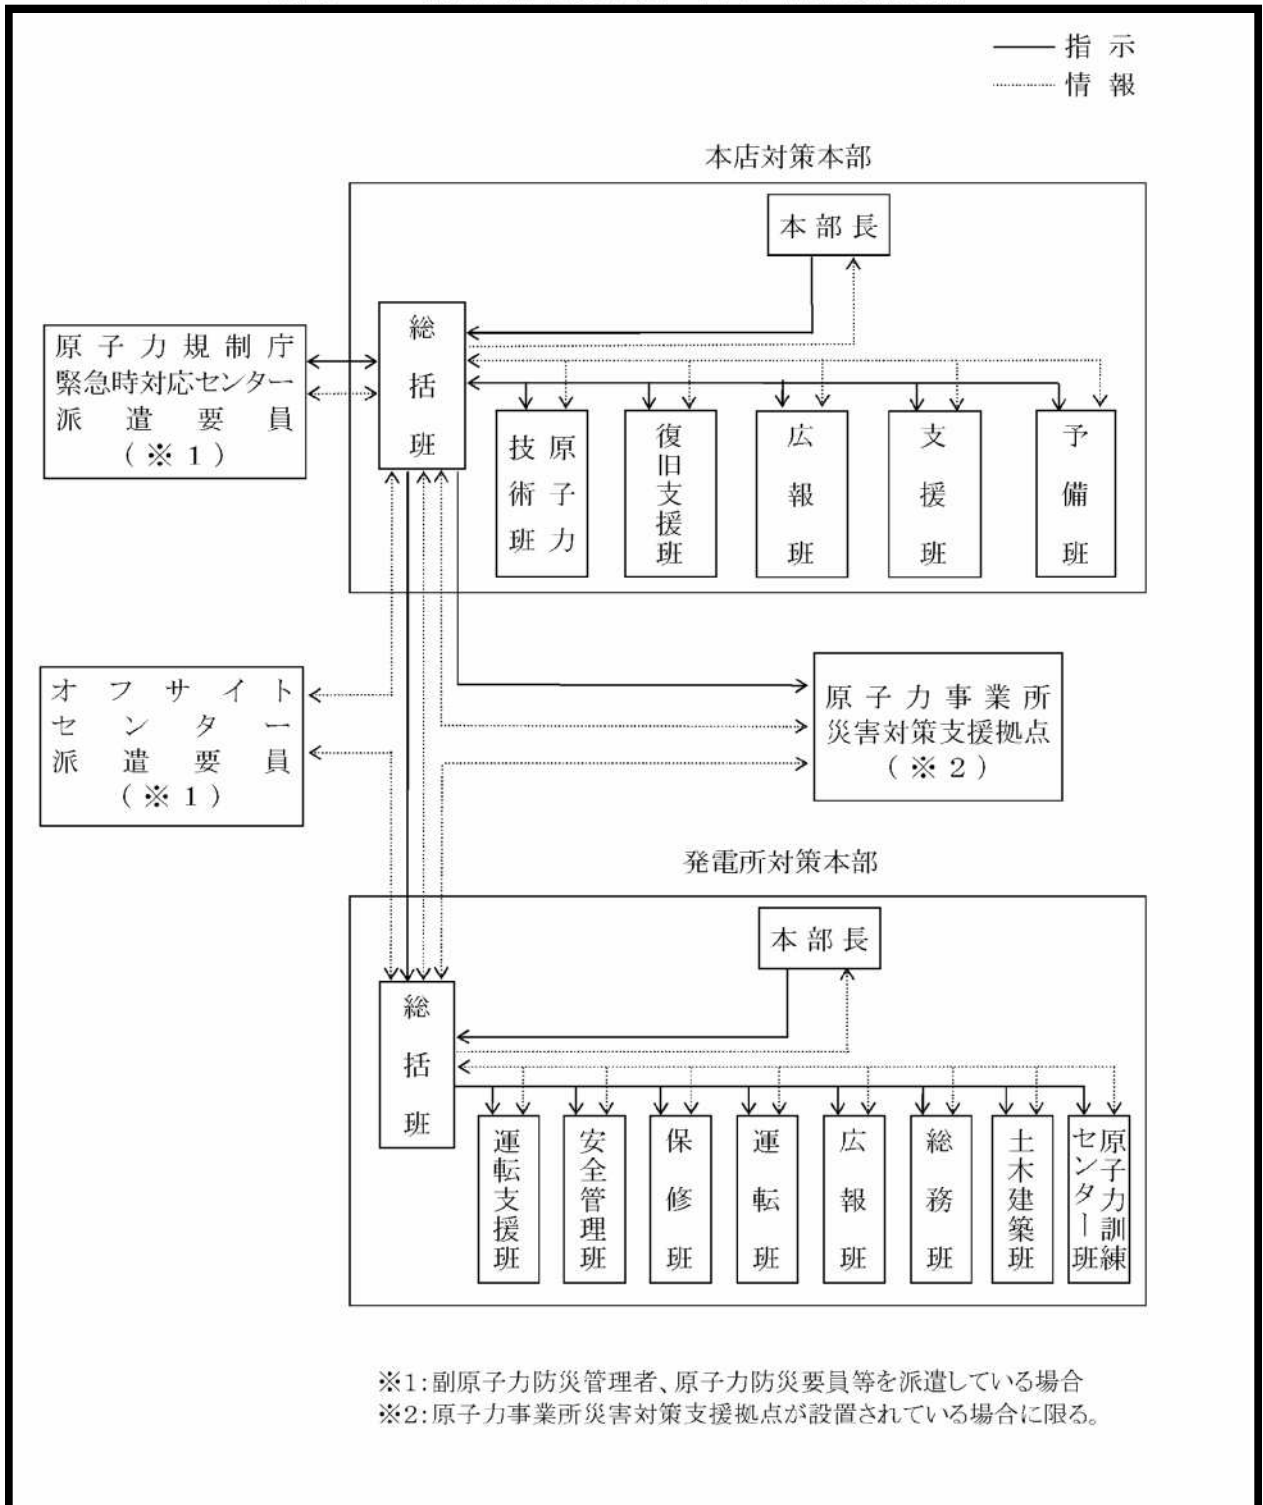 指示
情報
本店対策本部
本部長
総括班
原子力規制庁
緊急時対応センター
派遣要員
(※1)
原子力
技術班
復旧支援班
広報班
支援班
予備班
オフサイト
センター
派遣要員
(※1)
原子力事業所
災害対策支援拠点
(※2)
発電所対策本部
本部長
総括班
運転支援班
安全管理班
保修班
運転班
広報班
総務班
土木建築班
原子力訓練
センター班
※1:副原子力防災管理者、原子力防災要員等を派遣している場合
※2:原子力事業所災害対策支援拠点が設置されている場合に限る。